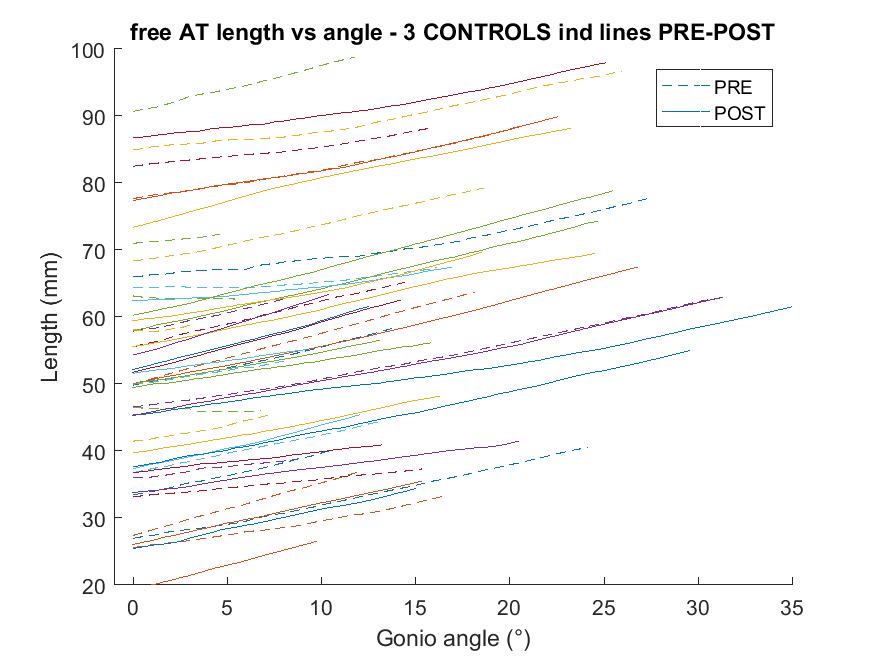 free AT length vs angle - 3 CONTROLS ind lines PRE-POST
100
90
80
70
60
50
40
30
20
Length (mm)
PRE
POST
0 5 10 15 20 25 30 35
Gonio angle (°)